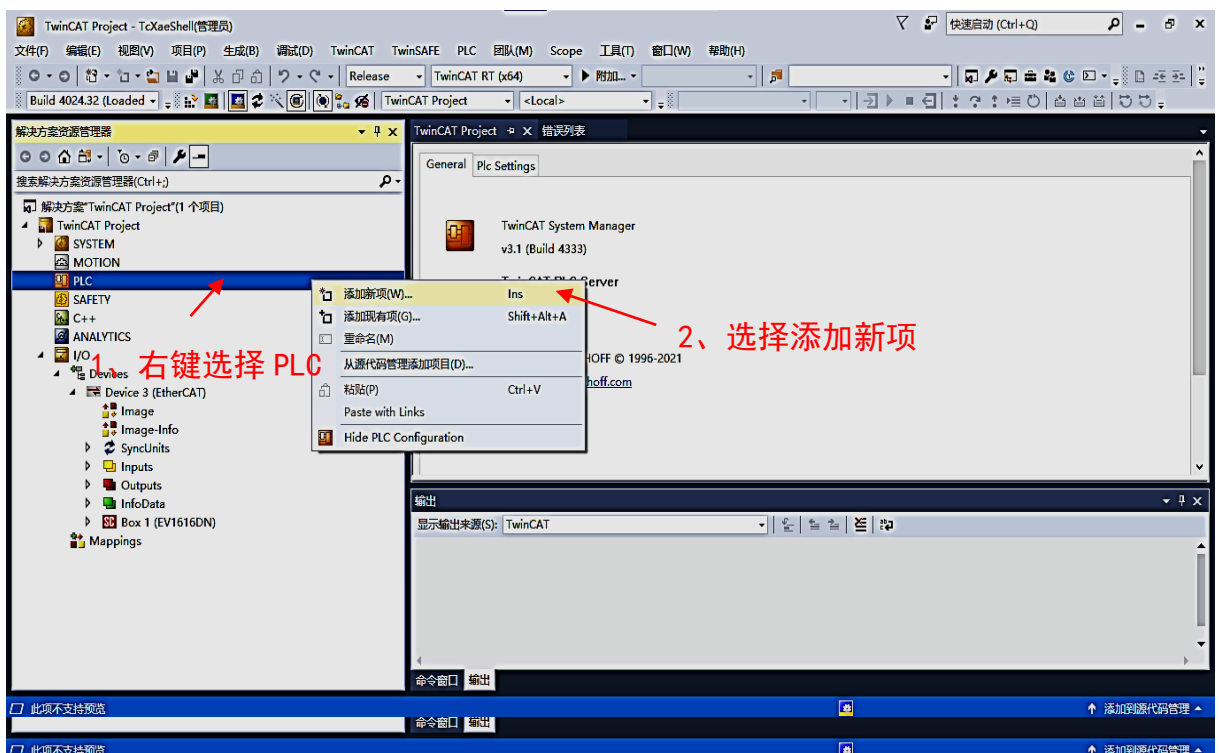 TwinCAT Project - TcXaeShell(管理员)
快速启动 (Ctrl+Q)
文件(F) 编辑(E) 视图(V) 项目(P) 生成(B) 调试(D) TwinCAT TwinSAFE PLC 团队(M) Scope 工具(T) 窗口(W) 帮助(H)
Release TwinCAT RT (x64) 附加...
Build 4024.32 (Loaded TwinCAT Project <Local>
解决方案资源管理器
搜索解决方案资源管理器(Ctrl+;)
解决方案"TwinCAT Project"(1 个项目)
TwinCAT Project
SYSTEM
MOTION
PLC
SAFETY
C++
ANALYTICS
I/O
Devices
Device 3 (EtherCAT)
Image
Image-Info
SyncUnits
Inputs
Outputs
InfoData
Box 1 (EV1616DN)
Mappings
1、右键选择 PLC
TwinCAT Project 错误列表
General Plc Settings
TwinCAT System Manager
v3.1 (Build 4333)
erver
HOFF © 1996-2021
hoff.com
添加新项(W)... Ins
添加现有项(G)... Shift+Alt+A
重命名(M)
从源代码管理添加项目(D)...
粘贴(P) Ctrl+V
Paste with Links
Hide PLC Configuration
2、选择添加新项
输出
显示输出来源(S): TwinCAT
命令窗口 输出
此项不支持预览 添加到源代码管理
命令窗口 输出
此项不支持预览 添加到源代码管理